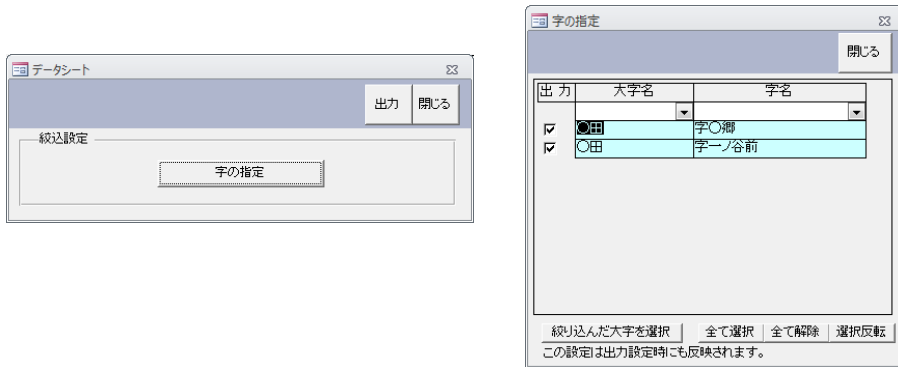 データシート
出力 閉じる
絞込設定
字の指定
字の指定
閉じる
出 力 大字名 字名
●田 字〇郷
〇田 字一ノ谷前
絞り込んだ大字を選択 全て選択 全て解除 選択反転
この設定は出力設定時にも反映されます。